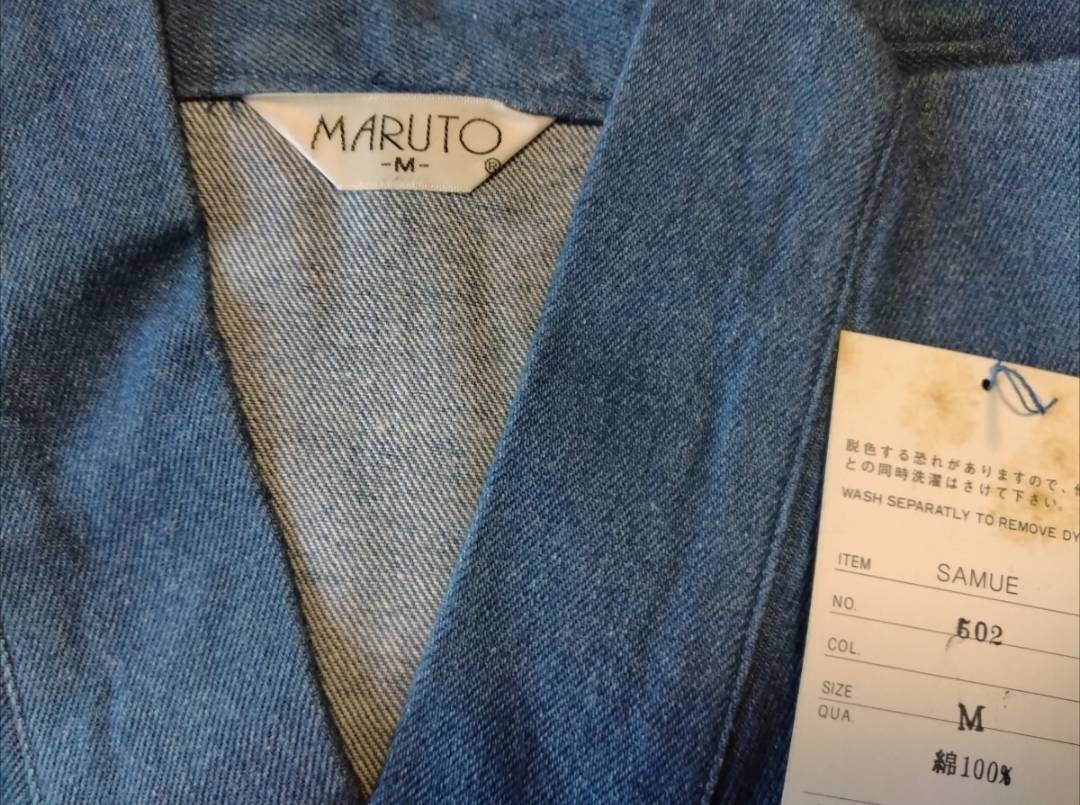 MARUTO
-M-
®
脱色する恐れがありますので、
との同時洗濯はさけて下さい。
WASH SEPARATLY TO REMOVE DY
ITEM SAMUE
NO. 502
COL.
SIZE M
QUA. 綿100%